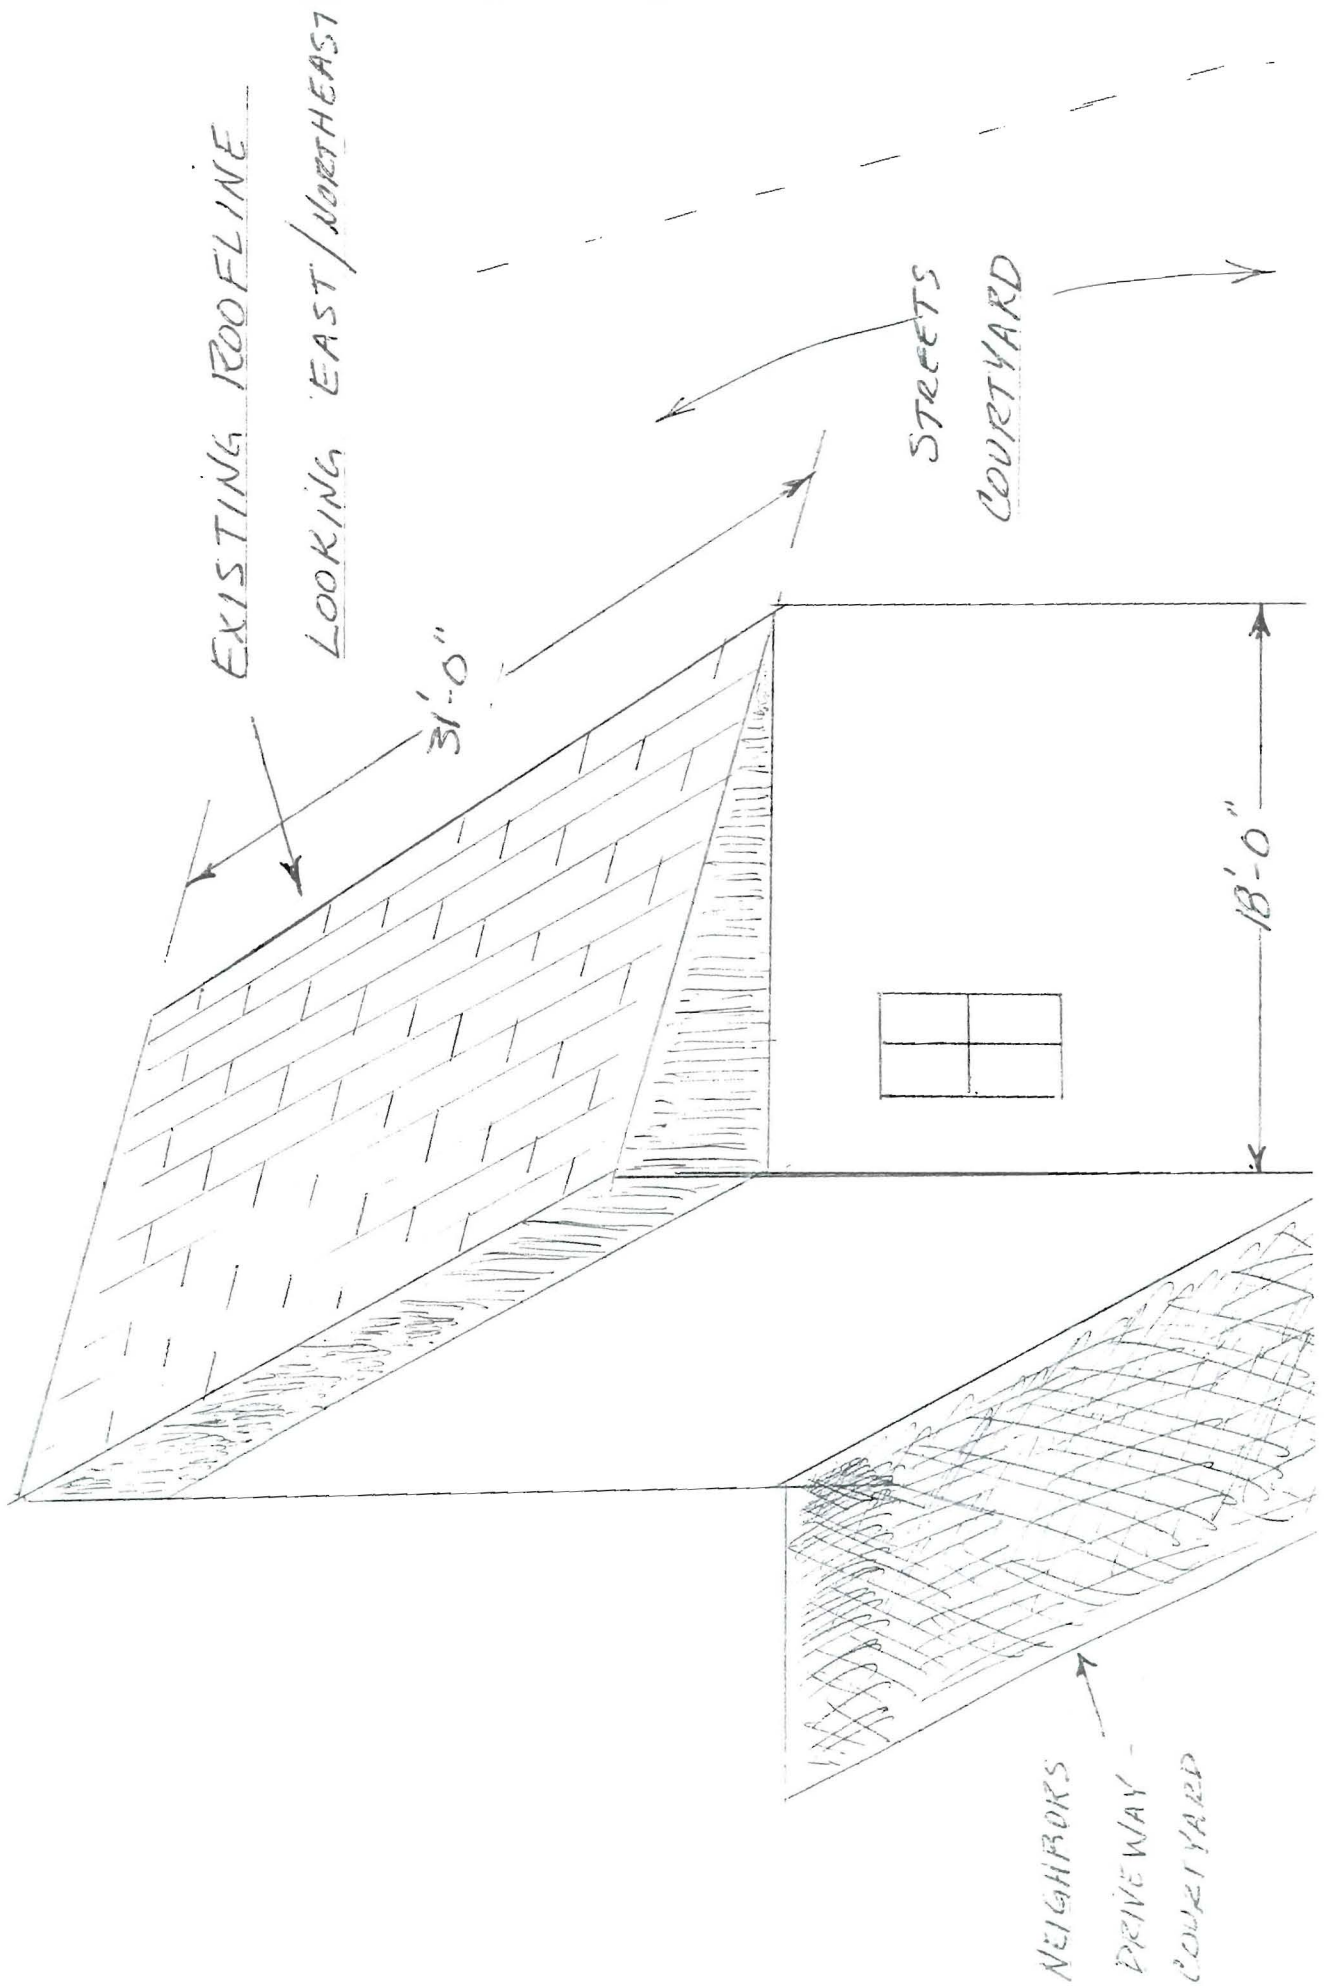 EXISTING ROOFLINE
LOOKING EAST/NORTHEAST
31'-0"
STREETS
COURTYARD
18'-0"
NEIGHBORS
DRIVEWAY-
COURTYARD